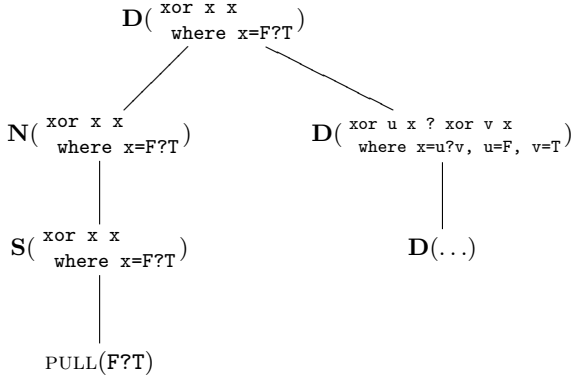 D( xor x x
where x=F?T )
N( xor x x
where x=F?T )
D( xor u x ? xor v x
where x=u?v, u=F, v=T )
S( xor x x
where x=F?T )
D(...)
PULL(F?T)